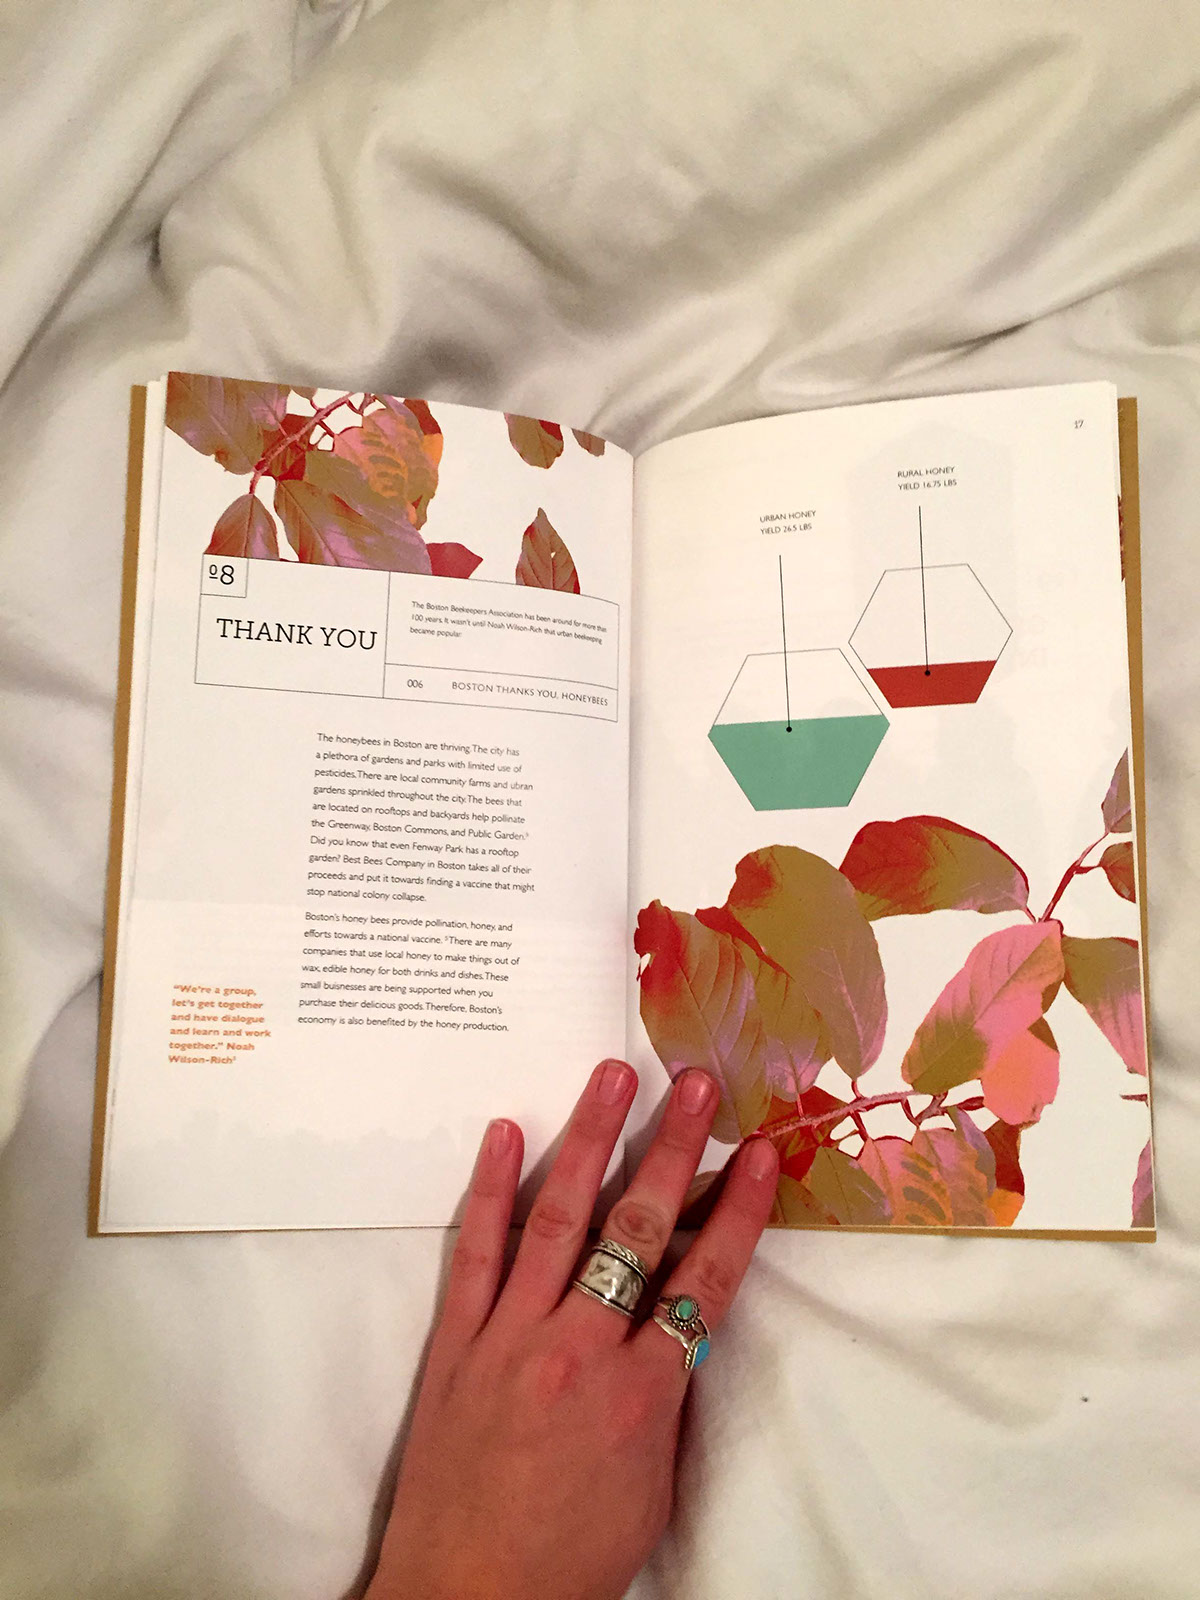 º8
THANK YOU
The Boston Beekeepers Association has been around for more than
100 years. It wasn't until Noah Wilson-Rich that urban beekeeping
became popular.
006 BOSTON THANKS YOU, HONEYBEES
The honeybees in Boston are thriving. The city has
a plethora of gardens and parks with limited use of
pesticides. There are local community farms and ubran
gardens sprinkled throughout the city. The bees that
are located on rooftops and backyards help pollinate
the Greenway, Boston Commons, and Public Garden.
Did you know that even Fenway Park has a rooftop
garden? Best Bees Company in Boston takes all of their
proceeds and put it towards finding a vaccine that might
stop national colony collapse.
Boston's honey bees provide pollination, honey, and
efforts towards a national vaccine. ⁵There are many
companies that use local honey to make things out of
wax, edible honey for both drinks and dishes. These
small buisnesses are being supported when you
purchase their delicious goods. Therefore, Boston's
economy is also benefited by the honey production.
"We're a group,
let's get together
and have dialogue
and learn and work
together." Noah
Wilson-Rich
17
RURAL HONEY
YIELD 16.75 LBS
URBAN HONEY
YIELD 26.5 LBS